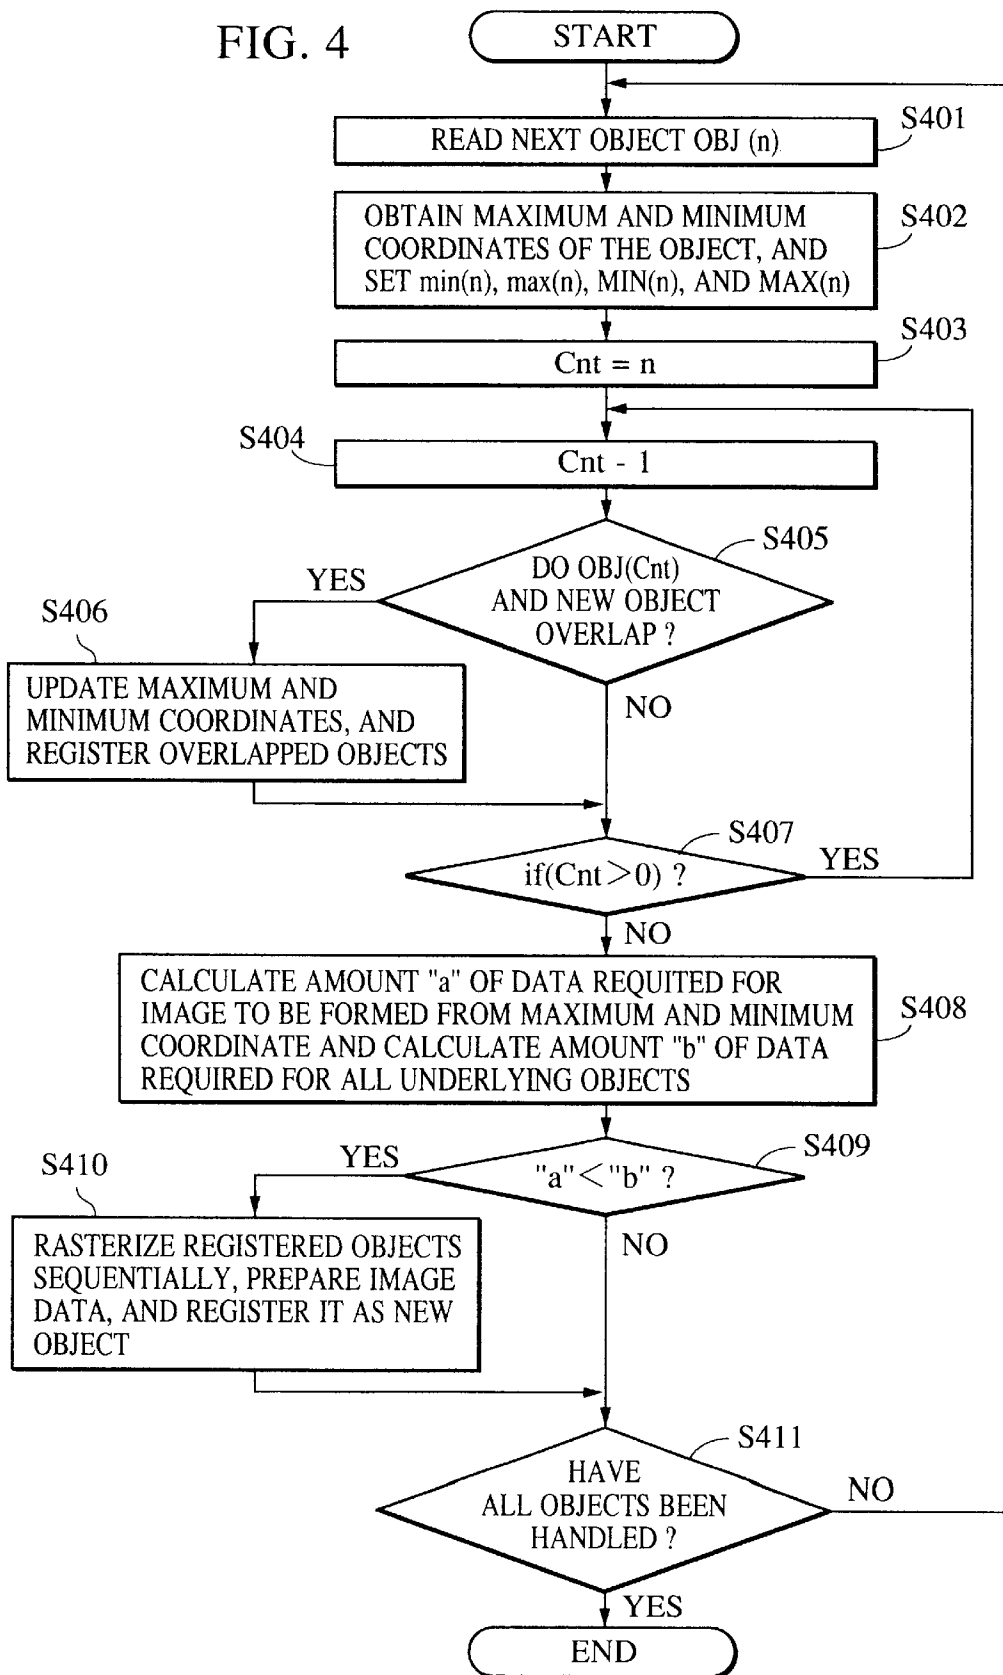 FIG. 4
START
S401
READ NEXT OBJECT OBJ (n)
S402
OBTAIN MAXIMUM AND MINIMUM
COORDINATES OF THE OBJECT, AND
SET min(n), max(n), MIN(n), AND MAX(n)
S403
Cnt = n
S404
Cnt - 1
S405
DO OBJ(Cnt)
AND NEW OBJECT
OVERLAP ?
YES
S406
UPDATE MAXIMUM AND
MINIMUM COORDINATES, AND
REGISTER OVERLAPPED OBJECTS
NO
S407
if(Cnt>0) ?
YES
NO
S408
CALCULATE AMOUNT "a" OF DATA REQUITED FOR
IMAGE TO BE FORMED FROM MAXIMUM AND MINIMUM
COORDINATE AND CALCULATE AMOUNT "b" OF DATA
REQUIRED FOR ALL UNDERLYING OBJECTS
S409
"a"<"b" ?
YES
S410
RASTERIZE REGISTERED OBJECTS
SEQUENTIALLY, PREPARE IMAGE
DATA, AND REGISTER IT AS NEW
OBJECT
NO
S411
HAVE
ALL OBJECTS BEEN
HANDLED ?
NO
YES
END